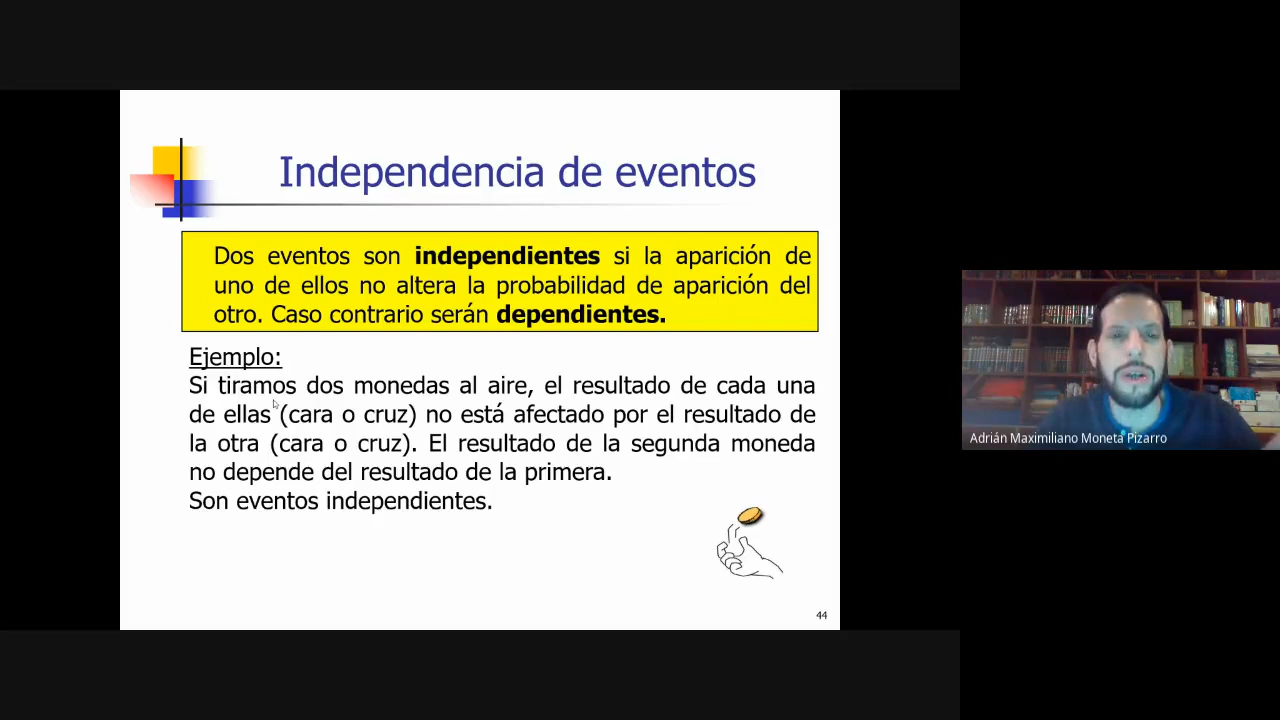 Independencia de eventos
Dos eventos son independientes si la aparición de
uno de ellos no altera la probabilidad de aparición del
otro. Caso contrario serán dependientes.
Ejemplo:
Si tiramos dos monedas al aire, el resultado de cada una
de ellas (cara o cruz) no está afectado por el resultado de
la otra (cara o cruz). El resultado de la segunda moneda
no depende del resultado de la primera.
Son eventos independientes.
44
Adrián Maximiliano Moneta Pizarro